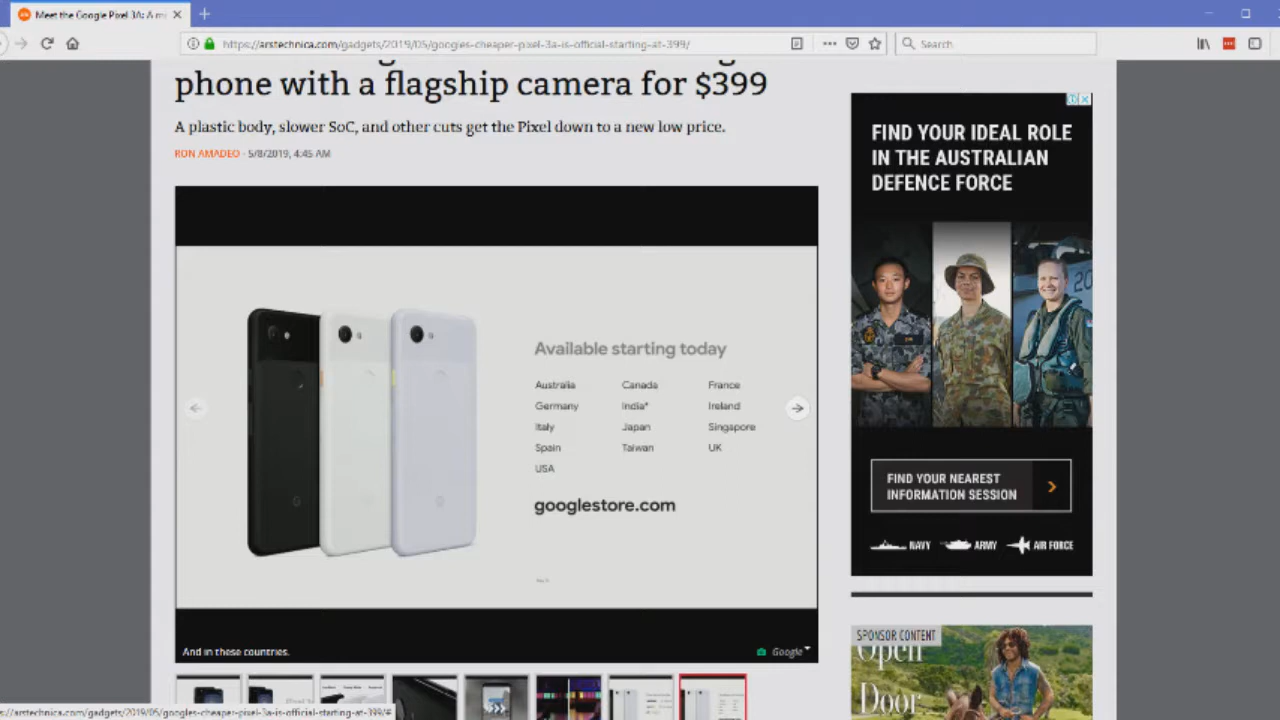 Meet the Google Pixel 3A: A m
https://arstechnica.com/gadgets/2019/05/googles-cheaper-pixel-3a-is-official-starting-at-399/
Search
phone with a flagship camera for $399
A plastic body, slower SoC, and other cuts get the Pixel down to a new low price.
RON AMADEO - 5/8/2019, 4:45 AM
Available starting today
Australia Canada France
Germany India* Ireland
Italy Japan Singapore
Spain Taiwan UK
USA
googlestore.com
And in these countries.
Google
FIND YOUR IDEAL ROLE
IN THE AUSTRALIAN
DEFENCE FORCE
FIND YOUR NEAREST
INFORMATION SESSION
NAVY ARMY AIR FORCE
SPONSOR CONTENT
Open
Door
s://arstechnica.com/gadgets/2019/05/googles-cheaper-pixel-3a-is-official-starting-at-399/#